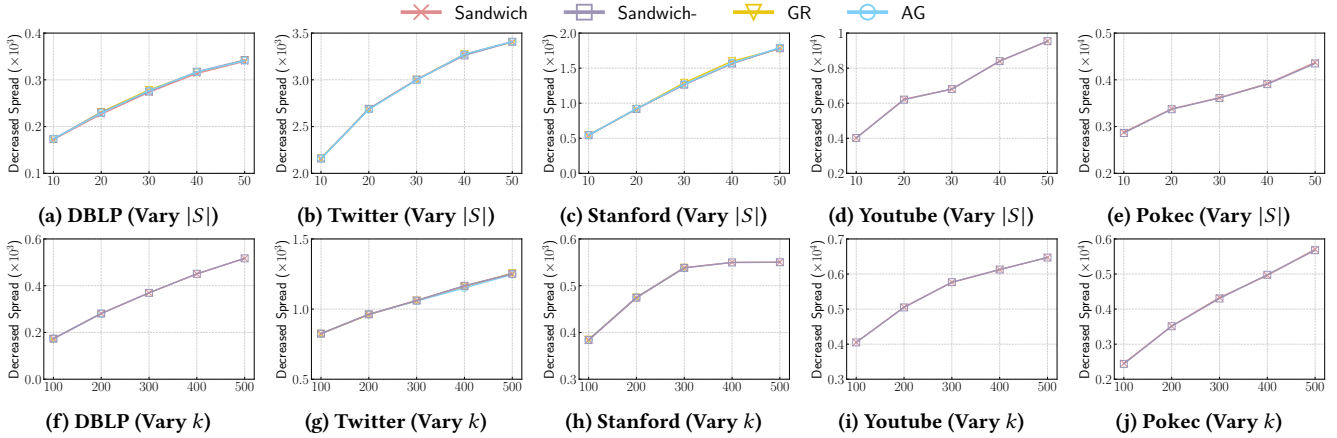 Sandwich Sandwich- GR AG
Decreased Spread (×10³)
0.4
0.3
0.2
0.1
10 20 30 40 50
(a) DBLP (Vary |S|)
Decreased Spread (×10³)
3.5
3.0
2.5
2.0
10 20 30 40 50
(b) Twitter (Vary |S|)
Decreased Spread (×10³)
2.0
1.5
1.0
0.5
0.0
10 20 30 40 50
(c) Stanford (Vary |S|)
Decreased Spread (×10⁴)
1
0.8
0.6
0.4
0.2
10 20 30 40 50
(d) Youtube (Vary |S|)
Decreased Spread (×10⁴)
0.5
0.4
0.3
0.2
10 20 30 40 50
(e) Pokec (Vary |S|)
Decreased Spread (×10³)
0.6
0.4
0.2
0.0
100 200 300 400 500
(f) DBLP (Vary k)
Decreased Spread (×10³)
1.5
1.0
0.5
100 200 300 400 500
(g) Twitter (Vary k)
Decreased Spread (×10³)
0.6
0.5
0.3
100 200 300 400 500
(h) Stanford (Vary k)
Decreased Spread (×10⁴)
0.7
0.6
0.5
0.4
0.3
100 200 300 400 500
(i) Youtube (Vary k)
Decreased Spread (×10⁴)
0.6
0.5
0.4
0.3
0.2
100 200 300 400 500
(j) Pokec (Vary k)